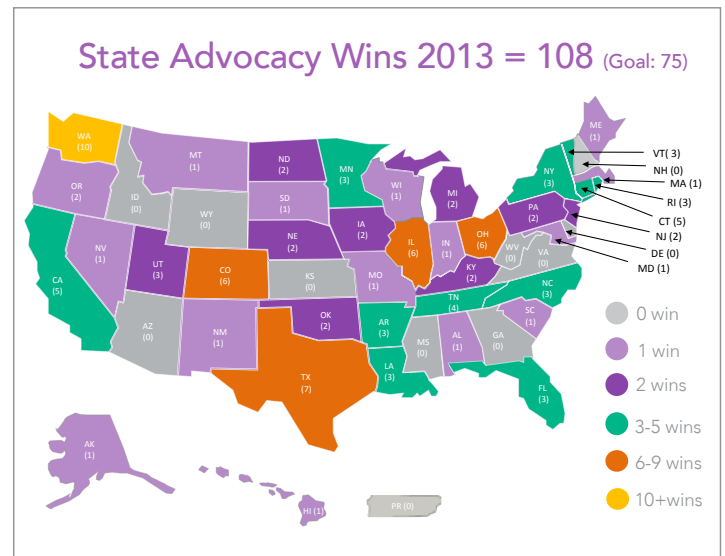 State Advocacy Wins 2013 = 108 (Goal: 75)
WA
(10)
MT
(1)
ND
(2)
MN
(3)
ME
(1)
OR
(2)
ID
(0)
WY
(0)
SD
(1)
WI
(1)
MI
(2)
NY
(3)
VT( 3)
NH (0)
MA (1)
RI (3)
CT (5)
NJ (2)
DE (0)
MD (1)
CA
(5)
NV
(1)
UT
(3)
CO
(6)
NE
(2)
IA
(2)
IL
(6)
IN
(1)
OH
(6)
PA
(2)
WV
(0)
VA
(0)
KS
(0)
MO
(1)
KY
(2)
NC
(3)
TN
(4)
SC
(1)
AZ
(0)
NM
(1)
OK
(2)
AR
(3)
MS
(0)
AL
(1)
GA
(0)
TX
(7)
LA
(3)
FL
(3)
AK
(1)
HI (1)
PR (0)
0 win
1 win
2 wins
3-5 wins
6-9 wins
10+wins